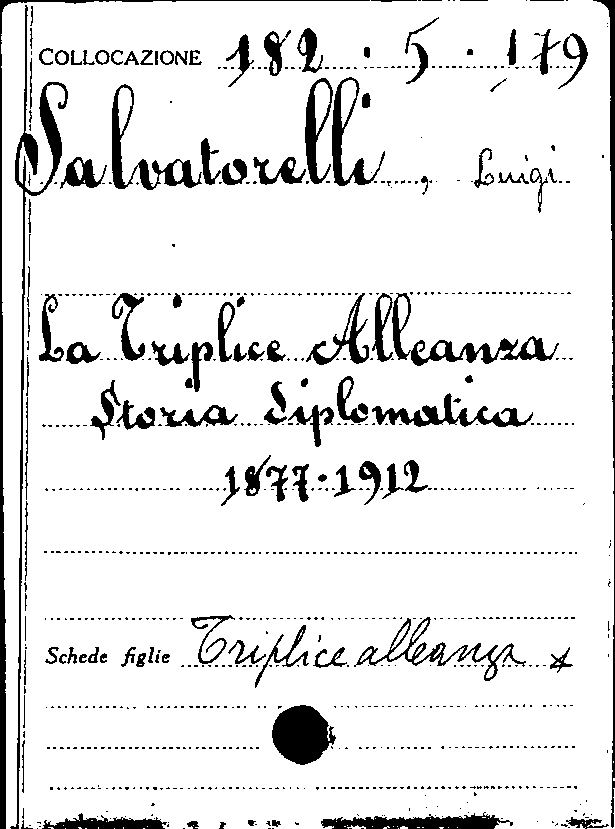 COLLOCAZIONE 182 . 5 . 179
Salvatorelli, Luigi
La Triplice Alleanza
Storia diplomatica
1877-1912
Schede figlie Triplice alleanza *